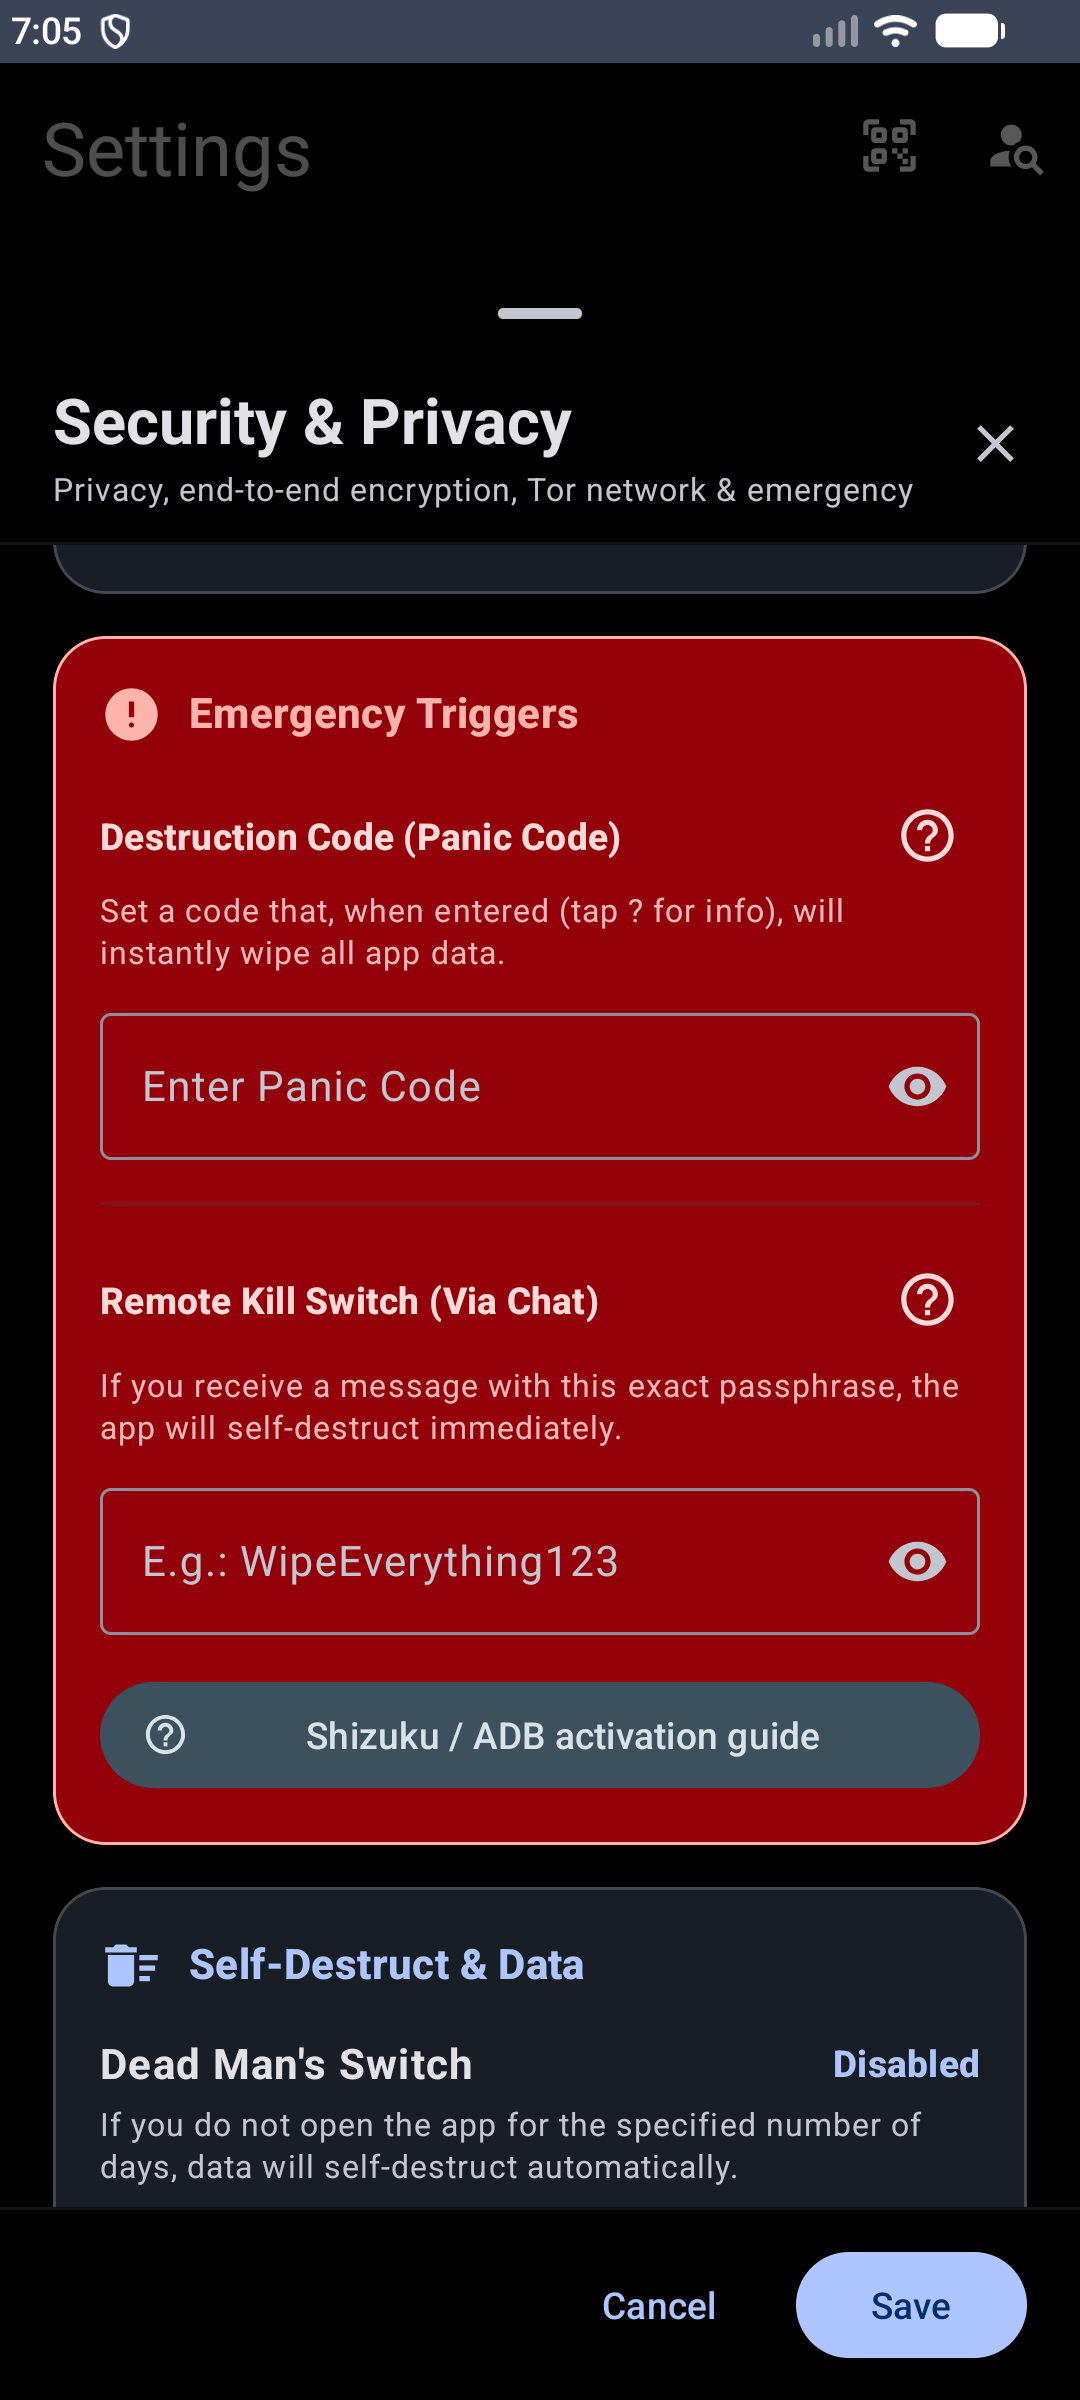 7:05
Settings
Security & Privacy
Privacy, end-to-end encryption, Tor network & emergency
Emergency Triggers
Destruction Code (Panic Code)
Set a code that, when entered (tap ? for info), will
instantly wipe all app data.
Enter Panic Code
Remote Kill Switch (Via Chat)
If you receive a message with this exact passphrase, the
app will self-destruct immediately.
E.g.: WipeEverything123
Shizuku / ADB activation guide
Self-Destruct & Data
Dead Man's Switch
Disabled
If you do not open the app for the specified number of
days, data will self-destruct automatically.
Cancel
Save